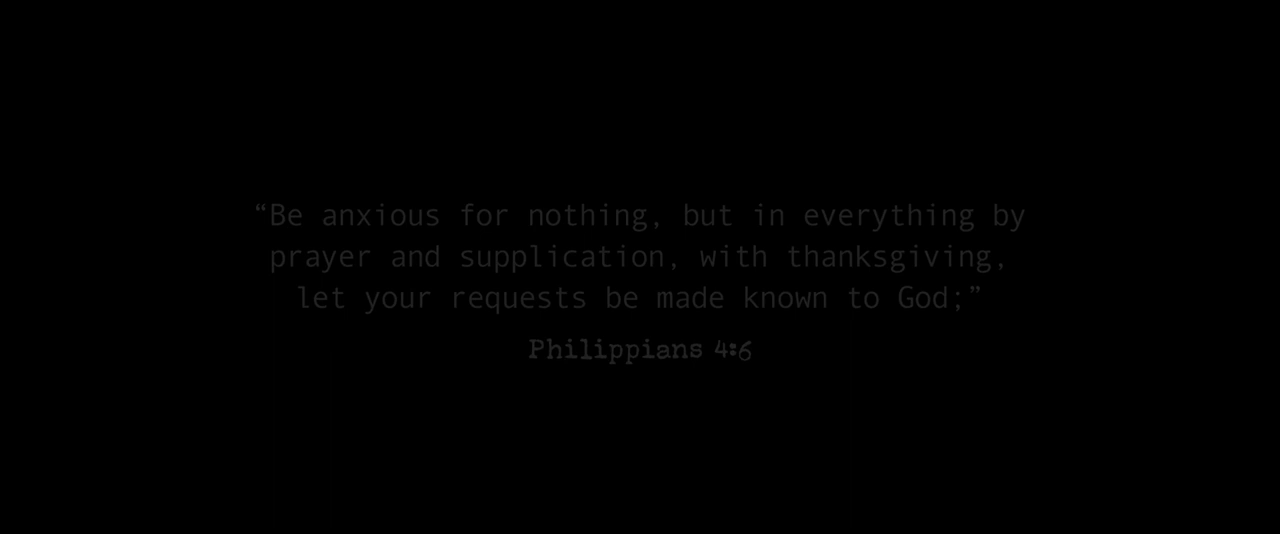 “Be anxious for nothing, but in everything by
prayer and supplication, with thanksgiving,
let your requests be made known to God;”
Philippians 4:6